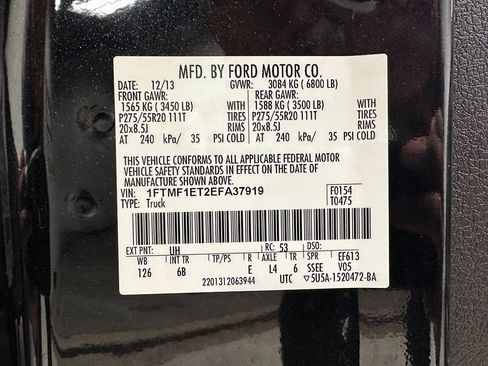 MFD. BY FORD MOTOR CO.
DATE: 12/13 GVWR: 3084 KG ( 6800 LB)
FRONT GAWR: REAR GAWR:
1565 KG ( 3450 LB) WITH 1588 KG ( 3500 LB) WITH
P275/55R20 111T TIRES P275/55R20 111T TIRES
20x8.5J RIMS 20x8.5J RIMS
AT 240 kPa/ 35 PSI COLD AT 240 kPa/ 35 PSI COLD
THIS VEHICLE CONFORMS TO ALL APPLICABLE FEDERAL MOTOR
VEHICLE SAFETY STANDARDS IN EFFECT ON THE DATE OF
MANUFACTURE SHOWN ABOVE.
VIN: 1FTMF1ET2EFA37919 F0154
TYPE: Truck T0475
EXT PNT: UH RC: 53 DSO:
WB INT TR TP/PS R AXLE TR SPR EF613
126 6B E L4 6 SSEE V05
2201312063944 UTC ▽5U5A-1520472-BA